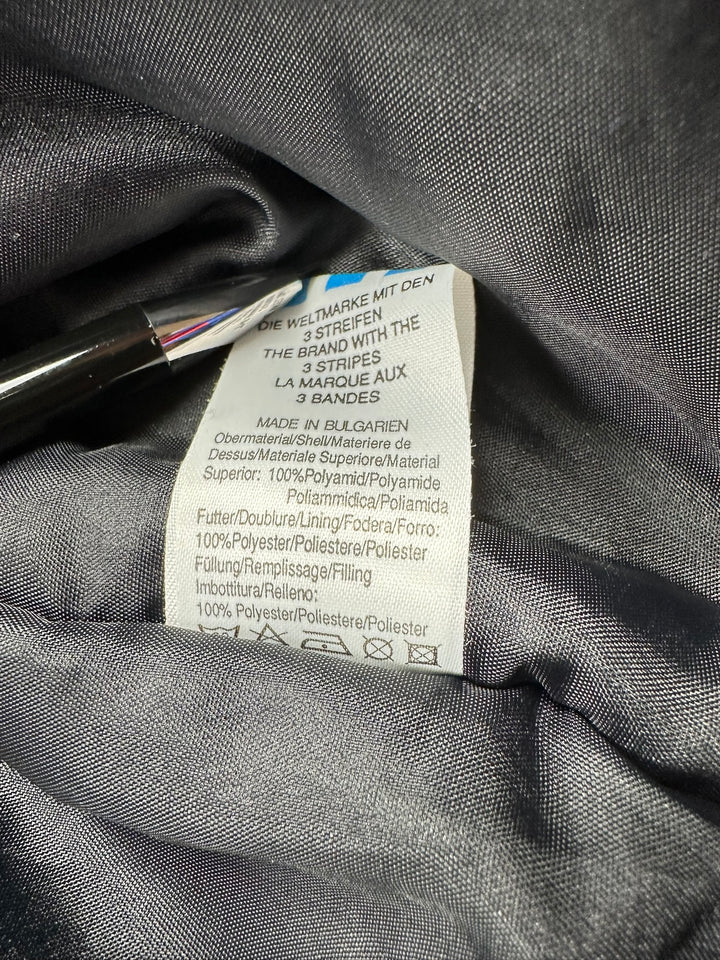 DIE WELTMARKE MIT DEN
3 STREIFEN
THE BRAND WITH THE
3 STRIPES
LA MARQUE AUX
3 BANDES
MADE IN BULGARIEN
Obermaterial/Shell/Materiere de
Dessus/Materiale Superiore/Material
Superior: 100%Polyamid/Polyamide
Poliammidica/Poliamida
Futter/Doublure/Lining/Fodera/Forro:
100%Polyester/Poliestere/Poliester
Füllung/Remplissage/Filling
Imbottitura/Relleno:
100% Polyester/Poliestere/Poliester